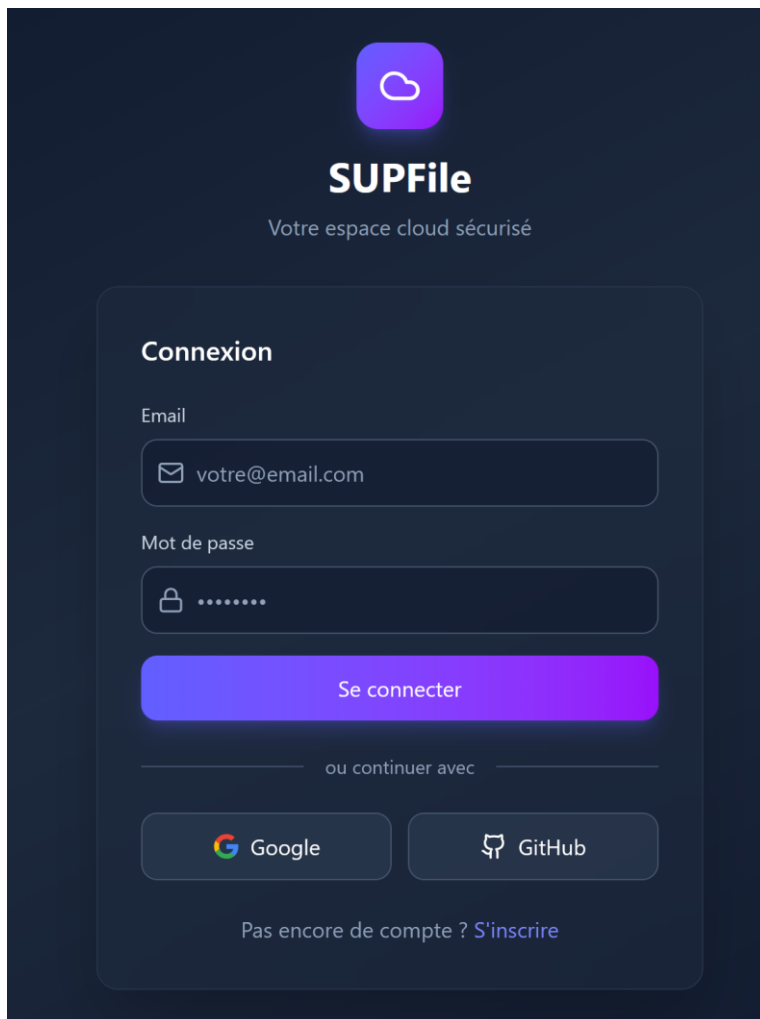 SUPFile
Votre espace cloud sécurisé
Connexion
Email
votre@email.com
Mot de passe
••••••••
Se connecter
ou continuer avec
Google
GitHub
Pas encore de compte ? S'inscrire